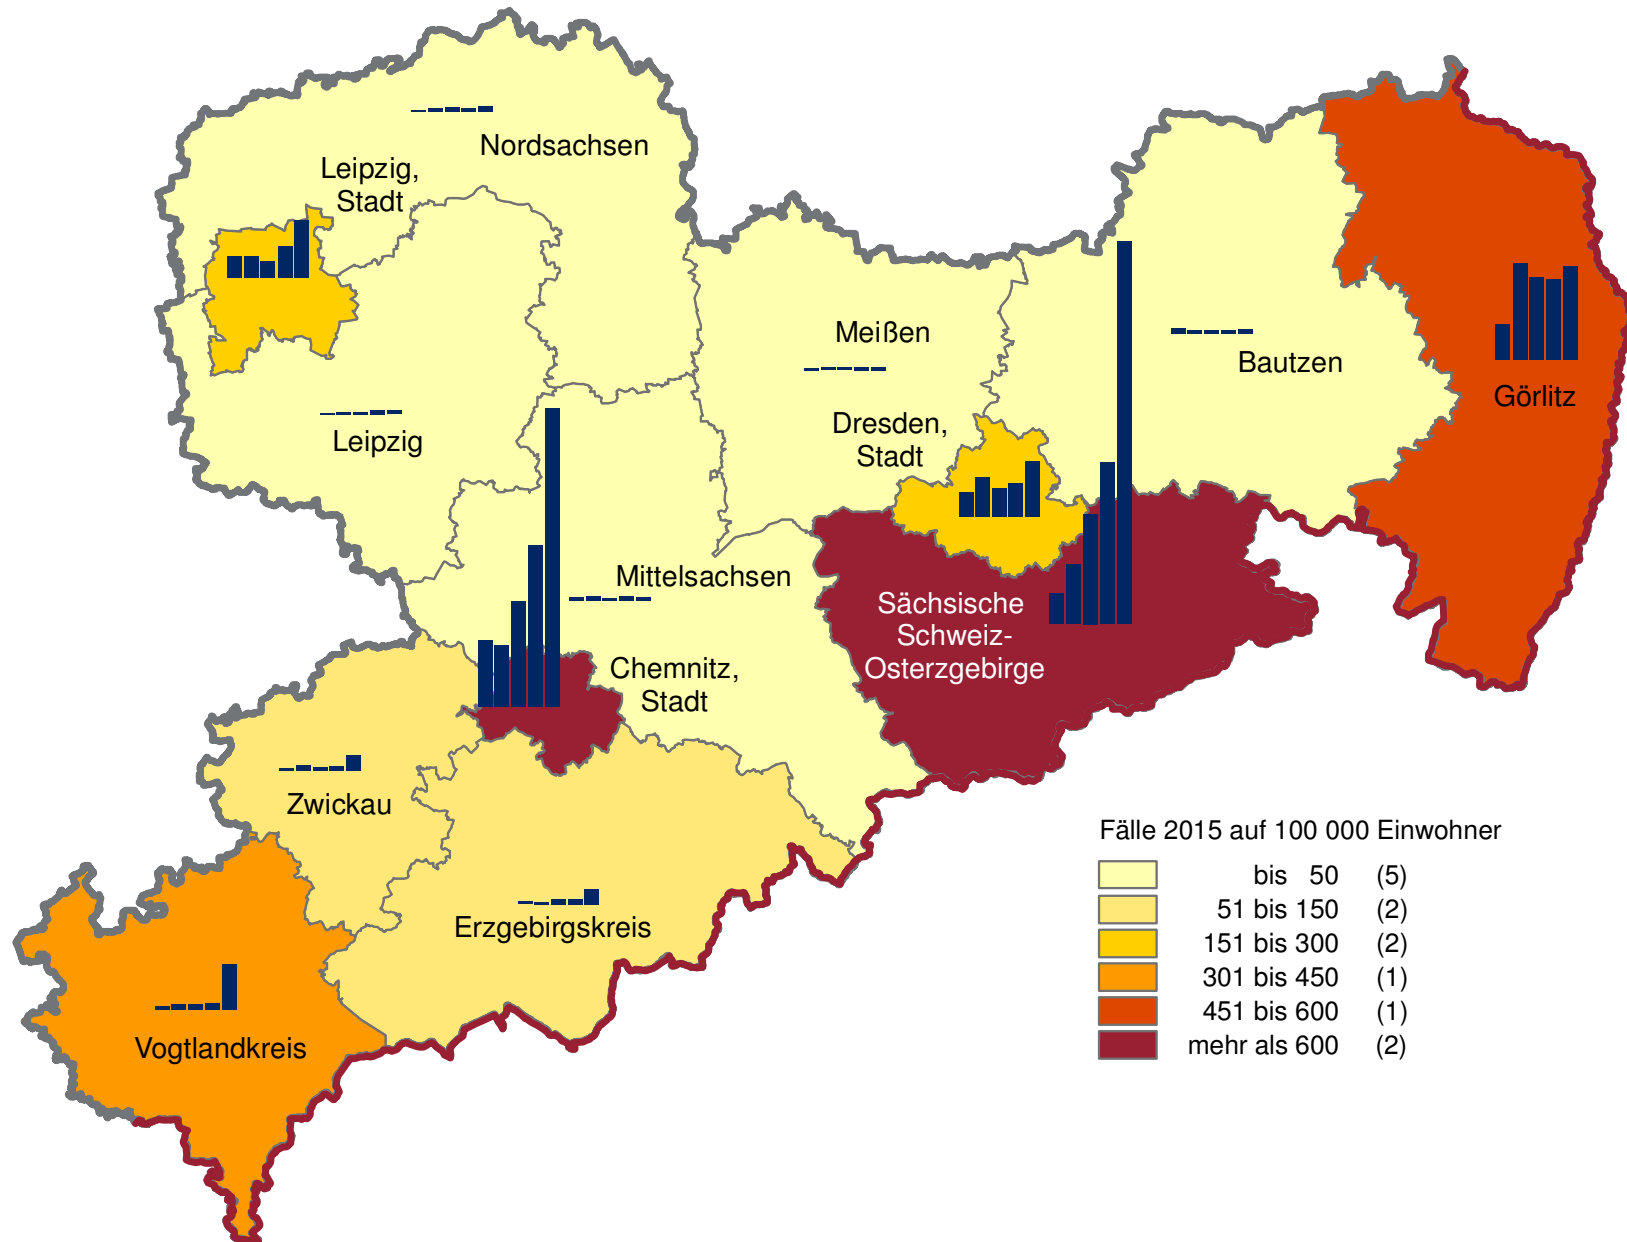 Nordsachsen
Leipzig,
Stadt
Meißen
Bautzen
Görlitz
Leipzig
Dresden,
Stadt
Mittelsachsen
Sächsische
Schweiz-
Osterzgebirge
Chemnitz,
Stadt
Zwickau
Erzgebirgskreis
Vogtlandkreis
Fälle 2015 auf 100 000 Einwohner
bis 50 (5)
51 bis 150 (2)
151 bis 300 (2)
301 bis 450 (1)
451 bis 600 (1)
mehr als 600 (2)